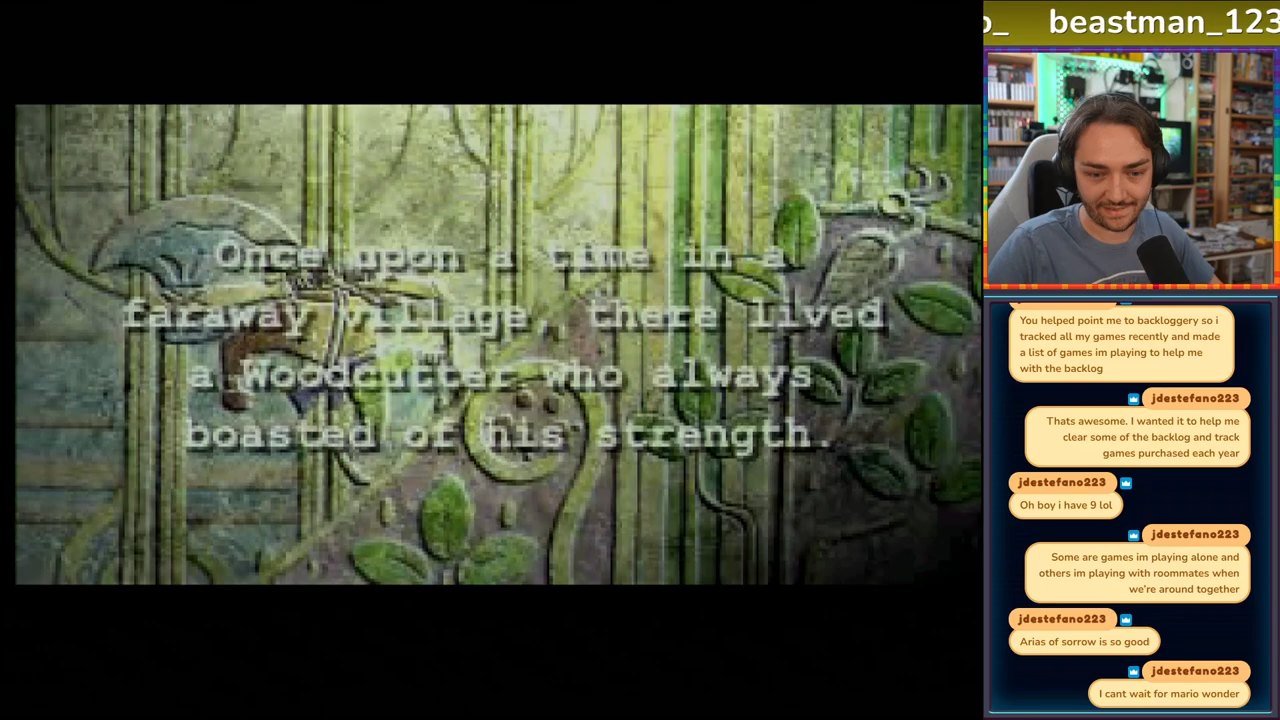 beastman_123
Once upon a time in a
faraway village, there lived
a Woodcutter who always
boasted of his strength.
You helped point me to backloggery so i
tracked all my games recently and made
a list of games im playing to help me
with the backlog
jdestefano223
Thats awesome. I wanted it to help me
clear some of the backlog and track
games purchased each year
jdestefano223
Oh boy i have 9 lol
jdestefano223
Some are games im playing alone and
others im playing with roommates when
we're around together
jdestefano223
Arias of sorrow is so good
jdestefano223
I cant wait for mario wonder